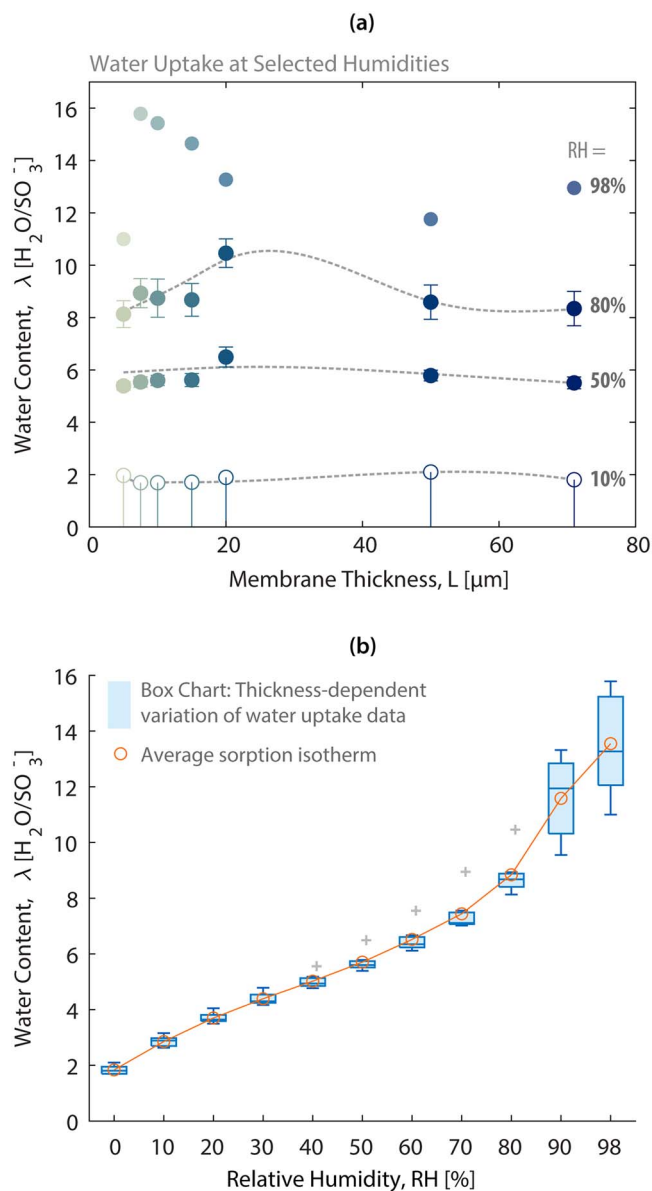 (a)
Water Uptake at Selected Humidities
Water Content, λ [H2O/SO3-]
16
14
12
10
8
6
4
2
0
RH =
98%
80%
50%
10%
0 20 40 60 80
Membrane Thickness, L [μm]
(b)
Water Content, λ [H2O/SO3-]
16
14
12
10
8
6
4
2
0
Box Chart: Thickness-dependent
variation of water uptake data
Average sorption isotherm
0 10 20 30 40 50 60 70 80 90 98
Relative Humidity, RH [%]